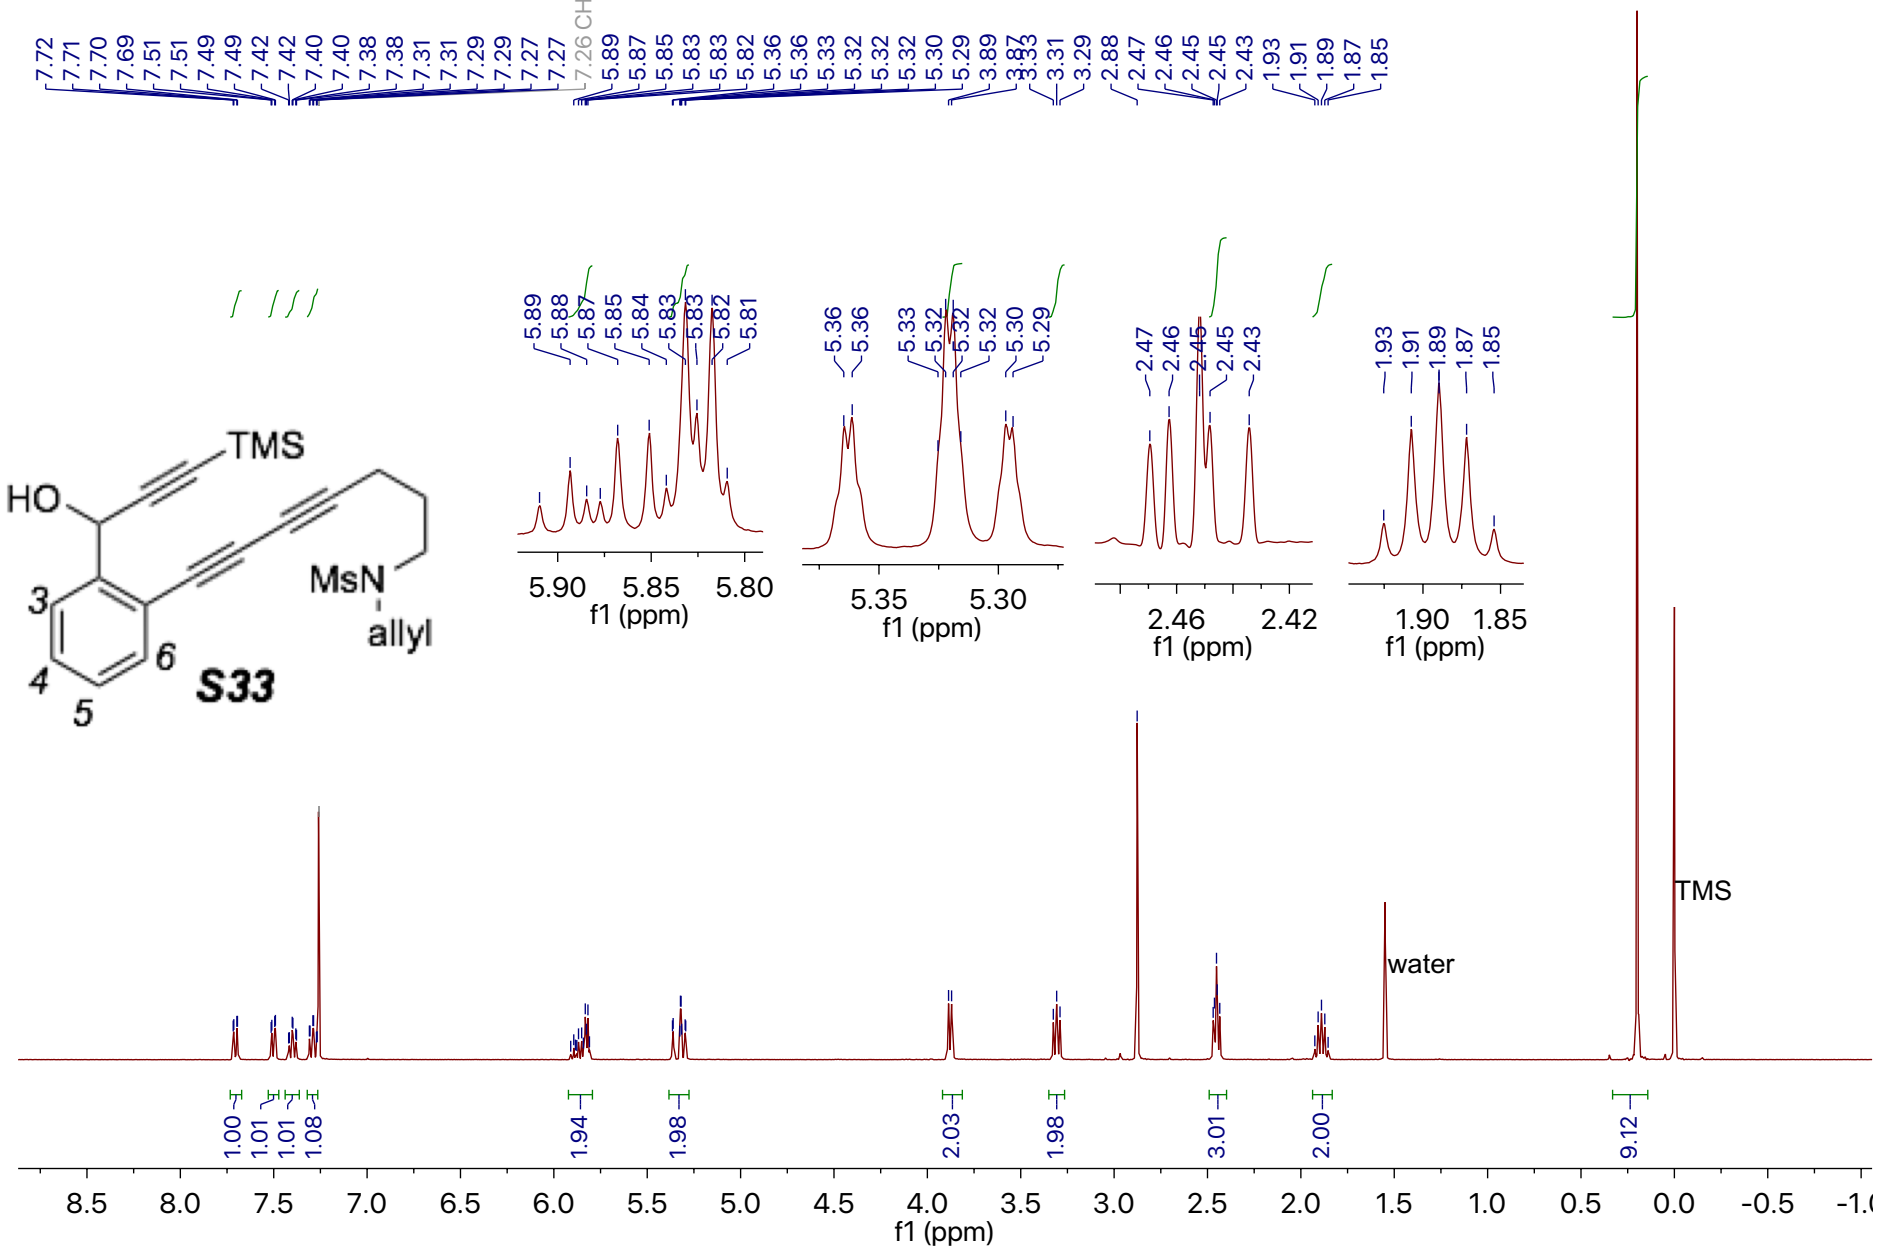 7.72 7.71 7.70 7.69 7.51 7.51 7.49 7.49 7.42 7.42 7.40 7.40 7.38 7.38 7.31 7.31 7.29 7.29 7.27 7.27 7.26 CH 5.89 5.87 5.85 5.83 5.83 5.82 5.36 5.36 5.33 5.32 5.32 5.32 5.30 5.29 3.89 3.87 3.33 3.31 3.29 2.88 2.47 2.46 2.45 2.45 2.43 1.93 1.91 1.89 1.87 1.85
5.89 5.88 5.87 5.85 5.84 5.83 5.83 5.82 5.81
5.90 5.85 5.80
f1 (ppm)
5.36 5.36 5.33 5.32 5.32 5.32 5.30 5.29
5.35 5.30
f1 (ppm)
2.47 2.46 2.45 2.45 2.43
2.46 2.42
f1 (ppm)
1.93 1.91 1.89 1.87 1.85
1.90 1.85
f1 (ppm)
TMS
HO
MsN
allyl
3
4
5
6
S33
TMS
water
1.00 1.01 1.01 1.08 1.94 1.98 2.03 1.98 3.01 2.00 9.12
8.5 8.0 7.5 7.0 6.5 6.0 5.5 5.0 4.5 4.0 3.5 3.0 2.5 2.0 1.5 1.0 0.5 0.0 -0.5
f1 (ppm)